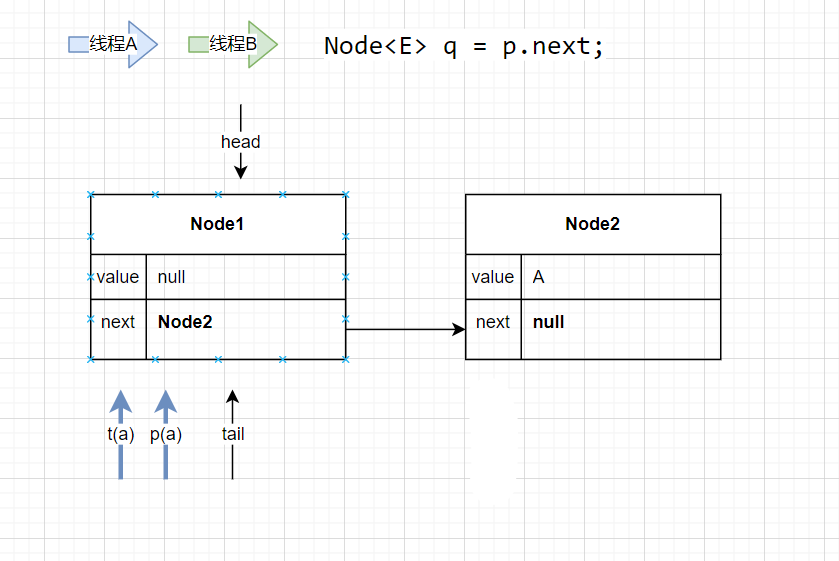 线程A 线程B Node<E> q = p.next;
head
Node1 Node2
value null value A
next Node2 next null
t(a) p(a) tail